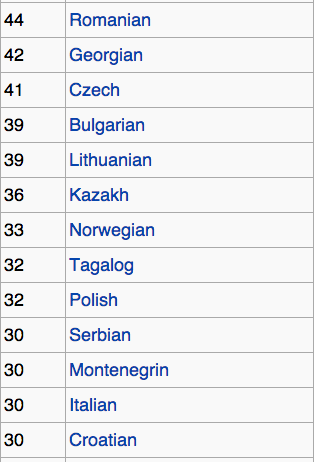 44 Romanian
42 Georgian
41 Czech
39 Bulgarian
39 Lithuanian
36 Kazakh
33 Norwegian
32 Tagalog
32 Polish
30 Serbian
30 Montenegrin
30 Italian
30 Croatian